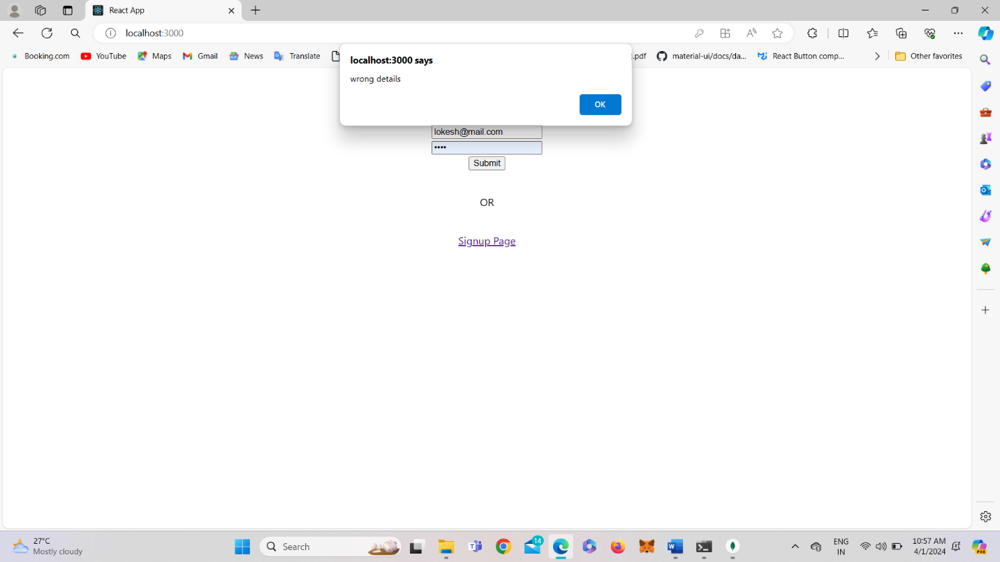 React App
localhost:3000
Booking.com YouTube Maps Gmail News Translate .pdf material-ui/docs/da... React Button comp... Other favorites
localhost:3000 says
wrong details
OK
lokesh@mail.com
••••
Submit
OR
Signup Page
27°C
Mostly cloudy
Search
14
ENG
IN
10:57 AM
4/1/2024
PRE